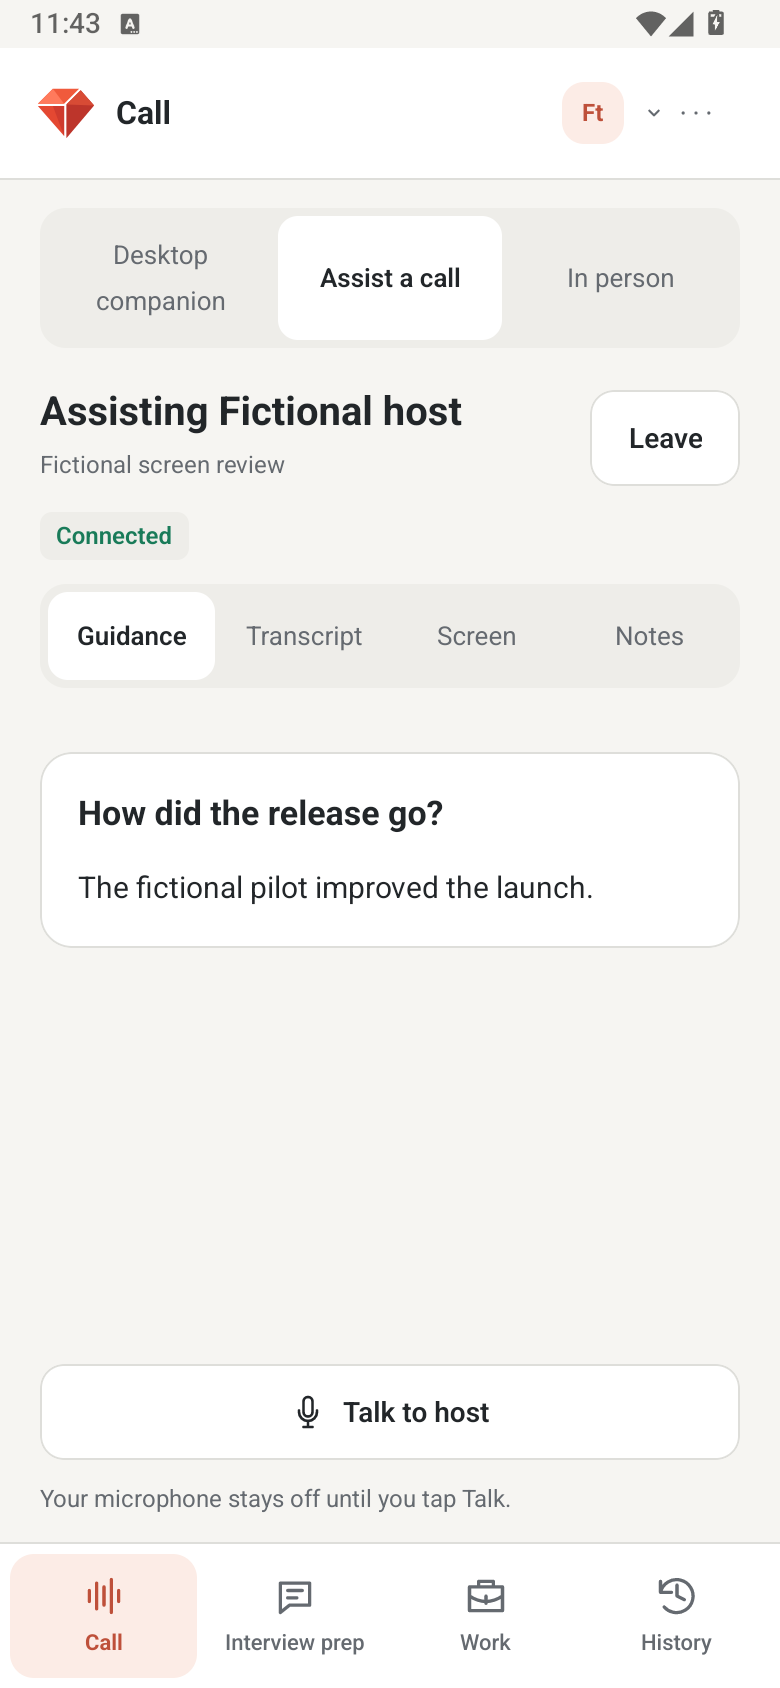 11:43
A
Call
Ft
Desktop
companion
Assist a call
In person
Assisting Fictional host
Fictional screen review
Leave
Connected
Guidance
Transcript
Screen
Notes
How did the release go?
The fictional pilot improved the launch.
Talk to host
Your microphone stays off until you tap Talk.
Call
Interview prep
Work
History